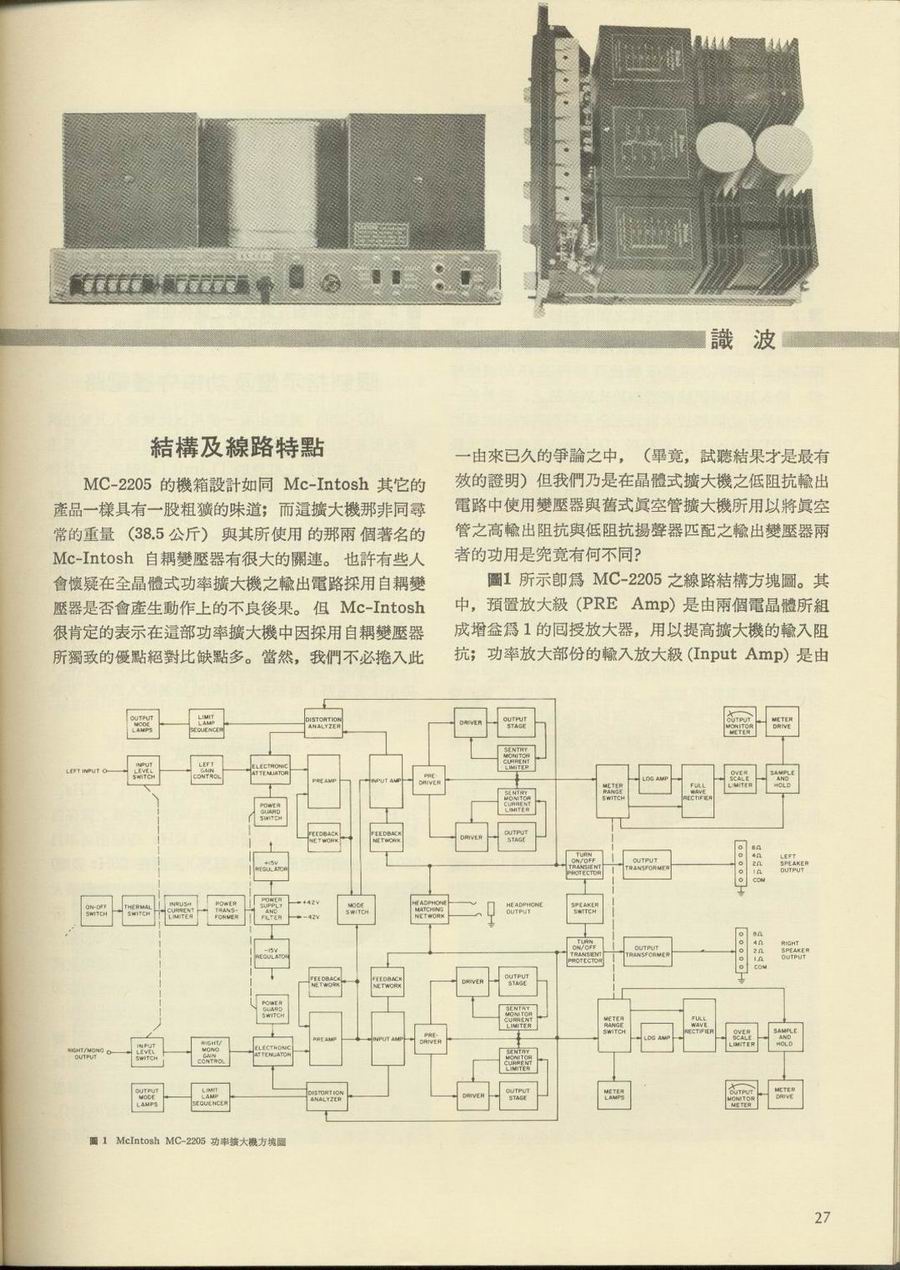 識 波
結構及線路特點
MC-2205 的機箱設計如同 Mc-Intosh 其它的
產品一樣具有一股粗獷的味道；而這擴大機那非同尋
常的重量 （38.5 公斤） 與其所使用 的那兩 個著名的
Mc-Intosh 自耦變壓器有很大的關連。 也許有些人
會懷疑在全晶體式功率擴大機之輸出電路採用自耦變
壓器是否會產生動作上的不良後果。 但 Mc-Intosh
很肯定的表示在這部功率擴大機中因採用自耦變壓器
所獨致的優點絕對比缺點多。當然，我們不必捲入此
一由來已久的爭論之中， （畢竟，試聽結果才是最有
效的證明）但我們乃是在晶體式擴大機之低阻抗輸出
電路中使用變壓器與舊式眞空管擴大機所用以將眞空
管之高輸出阻抗與低阻抗揚聲器匹配之輸出變壓器兩
者的功用是究竟有何不同?
圖1 所示卽爲 MC-2205 之線路結構方塊圖。其
中，預置放大級 (PRE Amp) 是由兩個電晶體所組
成增益爲 1 的囘授放大器，用以提高擴大機的輸入阻
抗；功率放大部份的輸入放大級 (Input Amp) 是由
OUTPUT
MODE
LAMPS
LIMIT
LAMP
SEQUENCER
DISTORTION
ANALYZER
DRIVER
OUTPUT
STAGE
OUTPUT
MONITOR
METER
METER
DRIVE
LEFT INPUT
INPUT
LEVEL
SWITCH
LEFT
GAIN
CONTROL
ELECTRONIC
ATTENUATOR
PREAMP
INPUT AMP
PRE-
DRIVER
SENTRY
MONITOR
CURRENT
LIMITER
METER
RANGE
SWITCH
LOG AMP
FULL
WAVE
RECTIFIER
OVER
SCALE
LIMITER
SAMPLE
AND
HOLD
POWER
GUARD
SWITCH
SENTRY
MONITOR
CURRENT
LIMITER
FEEDBACK
NETWORK
FEEDBACK
NETWORK
DRIVER
OUTPUT
STAGE
+15V
REGULATOR
TURN
ON/OFF
TRANSIENT
PROTECTOR
OUTPUT
TRANSFORMER
8Ω
4Ω
2Ω
1Ω
COM
LEFT
SPEAKER
OUTPUT
ON-OFF
SWITCH
THERMAL
SWITCH
INRUSH
CURRENT
LIMITER
POWER
TRANS-
FORMER
POWER
SUPPLY
AND
FILTER
+42V
-42V
MODE
SWITCH
HEADPHONE
MATCHING
NETWORK
HEADPHONE
OUTPUT
SPEAKER
SWITCH
-15V
REGULATOR
TURN
ON/OFF
TRANSIENT
PROTECTOR
OUTPUT
TRANSFORMER
8Ω
4Ω
2Ω
1Ω
COM
RIGHT
SPEAKER
OUTPUT
FEEDBACK
NETWORK
FEEDBACK
NETWORK
DRIVER
OUTPUT
STAGE
POWER
GUARD
SWITCH
SENTRY
MONITOR
CURRENT
LIMITER
RIGHT/MONO
OUTPUT
INPUT
LEVEL
SWITCH
RIGHT/
MONO
GAIN
CONTROL
ELECTRONIC
ATTENUATOR
PREAMP
INPUT AMP
PRE-
DRIVER
SENTRY
MONITOR
CURRENT
LIMITER
METER
RANGE
SWITCH
LOG AMP
FULL
WAVE
RECTIFIER
OVER
SCALE
LIMITER
SAMPLE
AND
HOLD
OUTPUT
MODE
LAMPS
LIMIT
LAMP
SEQUENCER
DISTORTION
ANALYZER
DRIVER
OUTPUT
STAGE
METER
LAMPS
OUTPUT
MONITOR
METER
METER
DRIVE
圖 1 McIntosh MC-2205 功率擴大機方塊圖
27